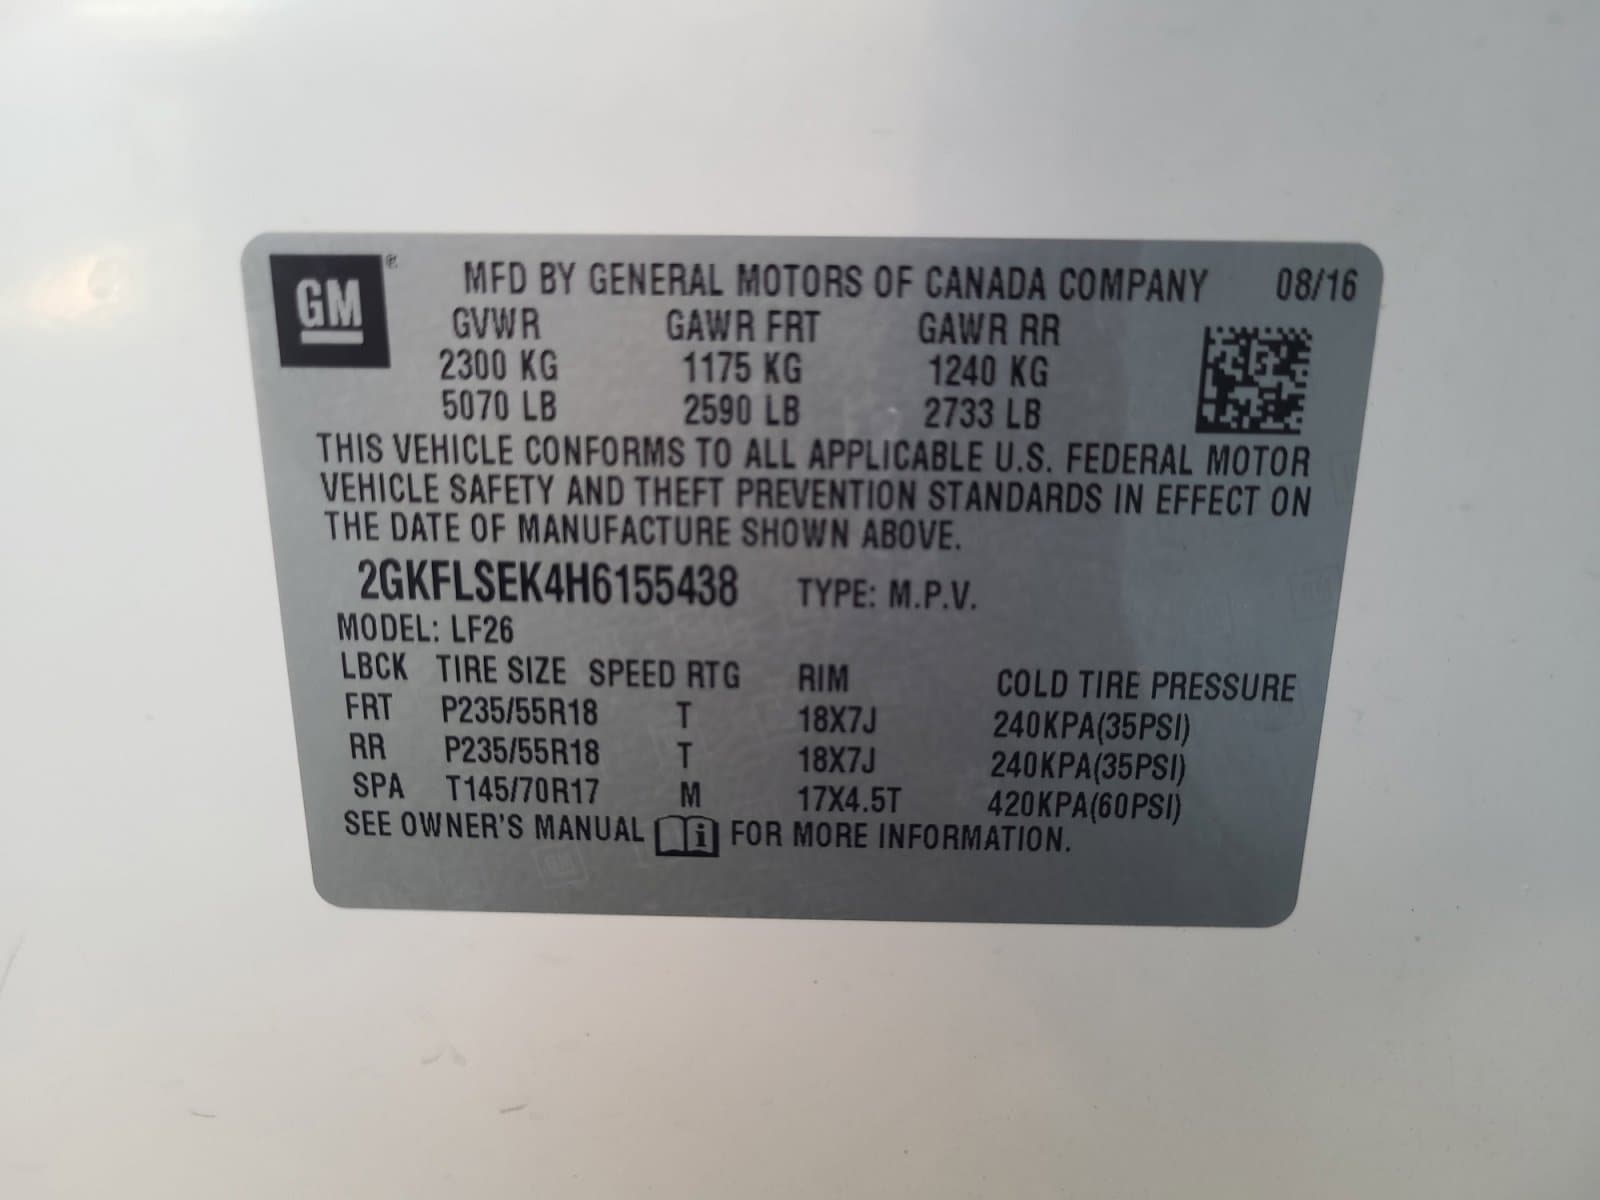 GM® MFD BY GENERAL MOTORS OF CANADA COMPANY 08/16
GVWR GAWR FRT GAWR RR
2300 KG 1175 KG 1240 KG
5070 LB 2590 LB 2733 LB
THIS VEHICLE CONFORMS TO ALL APPLICABLE U.S. FEDERAL MOTOR
VEHICLE SAFETY AND THEFT PREVENTION STANDARDS IN EFFECT ON
THE DATE OF MANUFACTURE SHOWN ABOVE.
2GKFLSEK4H6155438 TYPE: M.P.V.
MODEL: LF26
LBCK TIRE SIZE SPEED RTG RIM COLD TIRE PRESSURE
FRT P235/55R18 T 18X7J 240KPA(35PSI)
RR P235/55R18 T 18X7J 240KPA(35PSI)
SPA T145/70R17 M 17X4.5T 420KPA(60PSI)
SEE OWNER'S MANUAL i FOR MORE INFORMATION.